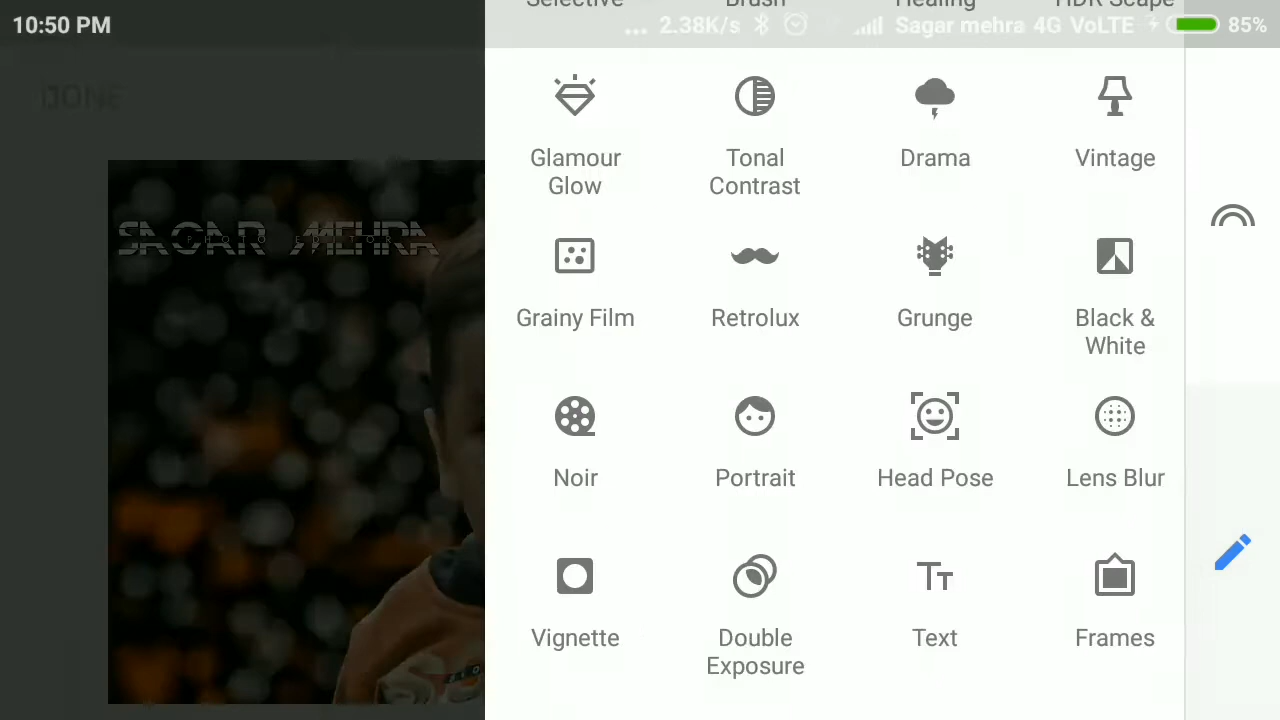 Selective Brush Healing HDR Scape
10:50 PM ... 2.38K/s Sagar mehra 4G VoLTE 85%
DONE
Glamour Glow
Tonal Contrast
Drama
Vintage
SAGAR MEHRA
PHOTO EDITOR
Grainy Film
Retrolux
Grunge
Black & White
Noir
Portrait
Head Pose
Lens Blur
Vignette
Double Exposure
Text
Frames